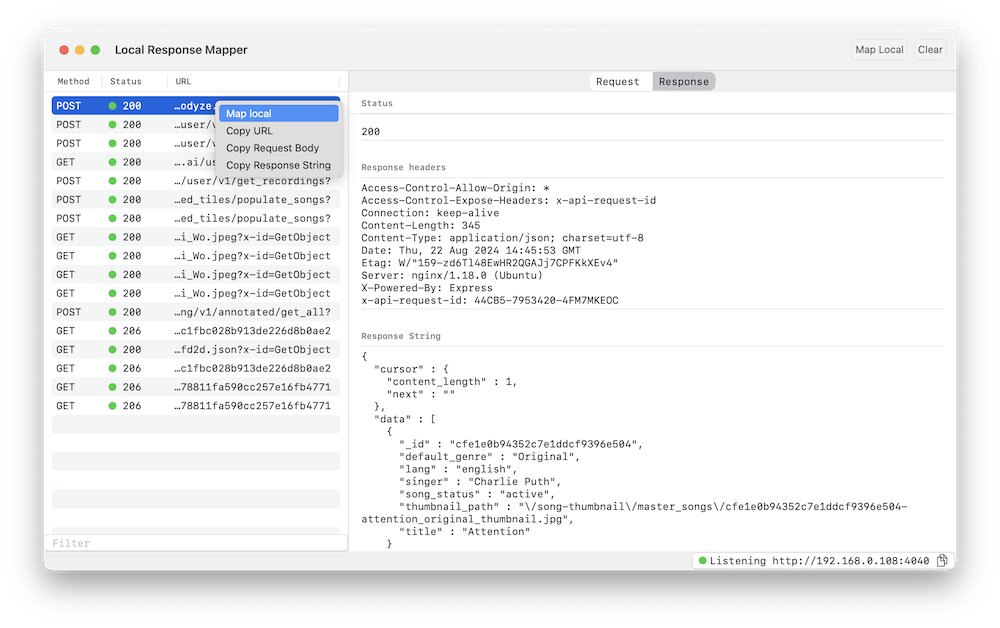 Local Response Mapper
Map Local
Clear
Method Status URL
POST 200 …odyze.
POST 200 …user/v
POST 200 …user/v
GET 200 ….ai/us
POST 200 …/user/v1/get_recordings?
POST 200 …ed_tiles/populate_songs?
POST 200 …ed_tiles/populate_songs?
GET 200 …i_Wo.jpeg?x-id=GetObject
GET 200 …i_Wo.jpeg?x-id=GetObject
GET 200 …i_Wo.jpeg?x-id=GetObject
GET 200 …i_Wo.jpeg?x-id=GetObject
POST 200 …ng/v1/annotated/get_all?
GET 206 …c1fbc028b913de226d8b0ae2
GET 200 …fd2d.json?x-id=GetObject
GET 206 …c1fbc028b913de226d8b0ae2
GET 206 …78811fa590cc257e16fb4771
GET 206 …78811fa590cc257e16fb4771
Filter
Map local
Copy URL
Copy Request Body
Copy Response String
Request Response
Status
200
Response headers
Access-Control-Allow-Origin: *
Access-Control-Expose-Headers: x-api-request-id
Connection: keep-alive
Content-Length: 345
Content-Type: application/json; charset=utf-8
Date: Thu, 22 Aug 2024 14:45:53 GMT
Etag: W/"159-zd6Tl48EwHR2QGAJj7CPFKkXEv4"
Server: nginx/1.18.0 (Ubuntu)
X-Powered-By: Express
x-api-request-id: 44CB5-7953420-4FM7MKEOC
Response String
{
"cursor" : {
"content_length" : 1,
"next" : ""
},
"data" : [
{
"_id" : "cfe1e0b94352c7e1ddcf9396e504",
"default_genre" : "Original",
"lang" : "english",
"singer" : "Charlie Puth",
"song_status" : "active",
"thumbnail_path" : "\/song-thumbnail\/master_songs\/cfe1e0b94352c7e1ddcf9396e504-
attention_original_thumbnail.jpg",
"title" : "Attention"
}
Listening http://192.168.0.108:4040